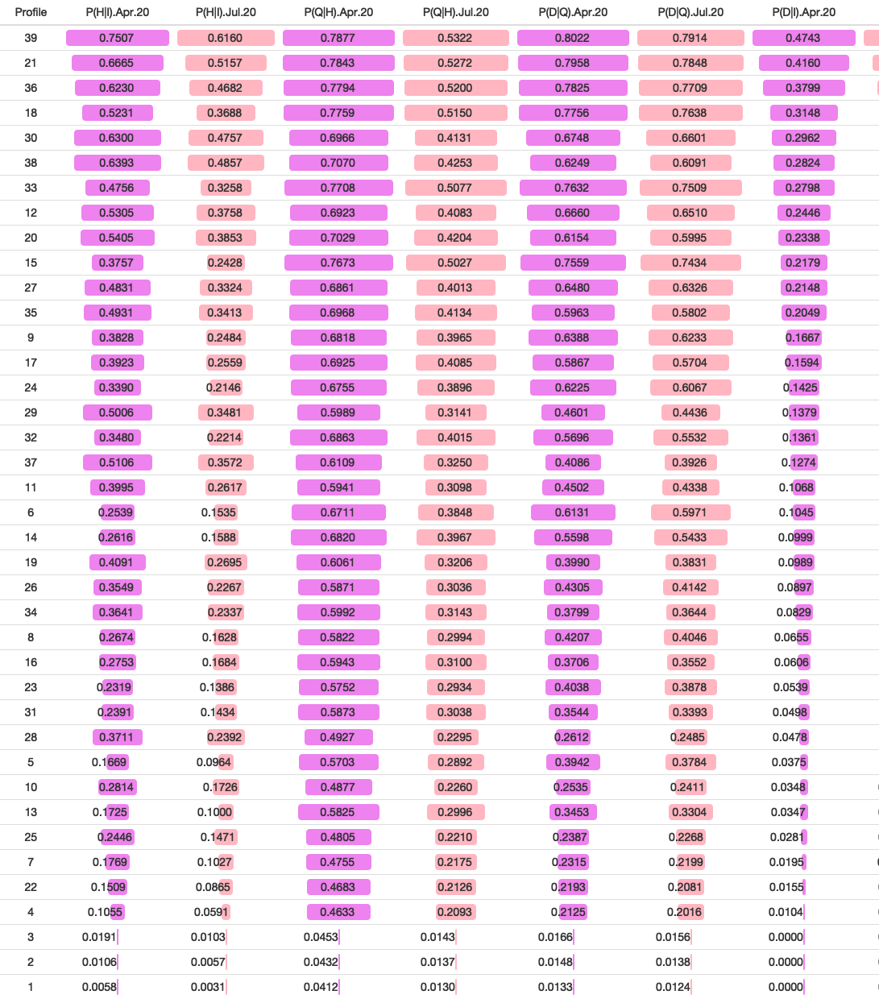 Profile P(H|I).Apr.20 P(H|I).Jul.20 P(Q|H).Apr.20 P(Q|H).Jul.20 P(D|Q).Apr.20 P(D|Q).Jul.20 P(D|I).Apr.20
39 0.7507 0.6160 0.7877 0.5322 0.8022 0.7914 0.4743
21 0.6665 0.5157 0.7843 0.5272 0.7958 0.7848 0.4160
36 0.6230 0.4682 0.7794 0.5200 0.7825 0.7709 0.3799
18 0.5231 0.3688 0.7759 0.5150 0.7756 0.7638 0.3148
30 0.6300 0.4757 0.6966 0.4131 0.6748 0.6601 0.2962
38 0.6393 0.4857 0.7070 0.4253 0.6249 0.6091 0.2824
33 0.4756 0.3258 0.7708 0.5077 0.7632 0.7509 0.2798
12 0.5305 0.3758 0.6923 0.4083 0.6660 0.6510 0.2446
20 0.5405 0.3853 0.7029 0.4204 0.6154 0.5995 0.2338
15 0.3757 0.2428 0.7673 0.5027 0.7559 0.7434 0.2179
27 0.4831 0.3324 0.6861 0.4013 0.6480 0.6326 0.2148
35 0.4931 0.3413 0.6968 0.4134 0.5963 0.5802 0.2049
9 0.3828 0.2484 0.6818 0.3965 0.6388 0.6233 0.1667
17 0.3923 0.2559 0.6925 0.4085 0.5867 0.5704 0.1594
24 0.3390 0.2146 0.6755 0.3896 0.6225 0.6067 0.1425
29 0.5006 0.3481 0.5989 0.3141 0.4601 0.4436 0.1379
32 0.3480 0.2214 0.6863 0.4015 0.5696 0.5532 0.1361
37 0.5106 0.3572 0.6109 0.3250 0.4086 0.3926 0.1274
11 0.3995 0.2617 0.5941 0.3098 0.4502 0.4338 0.1068
6 0.2539 0.1535 0.6711 0.3848 0.6131 0.5971 0.1045
14 0.2616 0.1588 0.6820 0.3967 0.5598 0.5433 0.0999
19 0.4091 0.2695 0.6061 0.3206 0.3990 0.3831 0.0989
26 0.3549 0.2267 0.5871 0.3036 0.4305 0.4142 0.0897
34 0.3641 0.2337 0.5992 0.3143 0.3799 0.3644 0.0829
8 0.2674 0.1628 0.5822 0.2994 0.4207 0.4046 0.0655
16 0.2753 0.1684 0.5943 0.3100 0.3706 0.3552 0.0606
23 0.2319 0.1386 0.5752 0.2934 0.4038 0.3878 0.0539
31 0.2391 0.1434 0.5873 0.3038 0.3544 0.3393 0.0498
28 0.3711 0.2392 0.4927 0.2295 0.2612 0.2485 0.0478
5 0.1669 0.0964 0.5703 0.2892 0.3942 0.3784 0.0375
10 0.2814 0.1726 0.4877 0.2260 0.2535 0.2411 0.0348
13 0.1725 0.1000 0.5825 0.2996 0.3453 0.3304 0.0347
25 0.2446 0.1471 0.4805 0.2210 0.2387 0.2268 0.0281
7 0.1769 0.1027 0.4755 0.2175 0.2315 0.2199 0.0195
22 0.1509 0.0865 0.4683 0.2126 0.2193 0.2081 0.0155
4 0.1055 0.0591 0.4633 0.2093 0.2125 0.2016 0.0104
3 0.0191 0.0103 0.0453 0.0143 0.0166 0.0156 0.0000
2 0.0106 0.0057 0.0432 0.0137 0.0148 0.0138 0.0000
1 0.0058 0.0031 0.0412 0.0130 0.0133 0.0124 0.0000